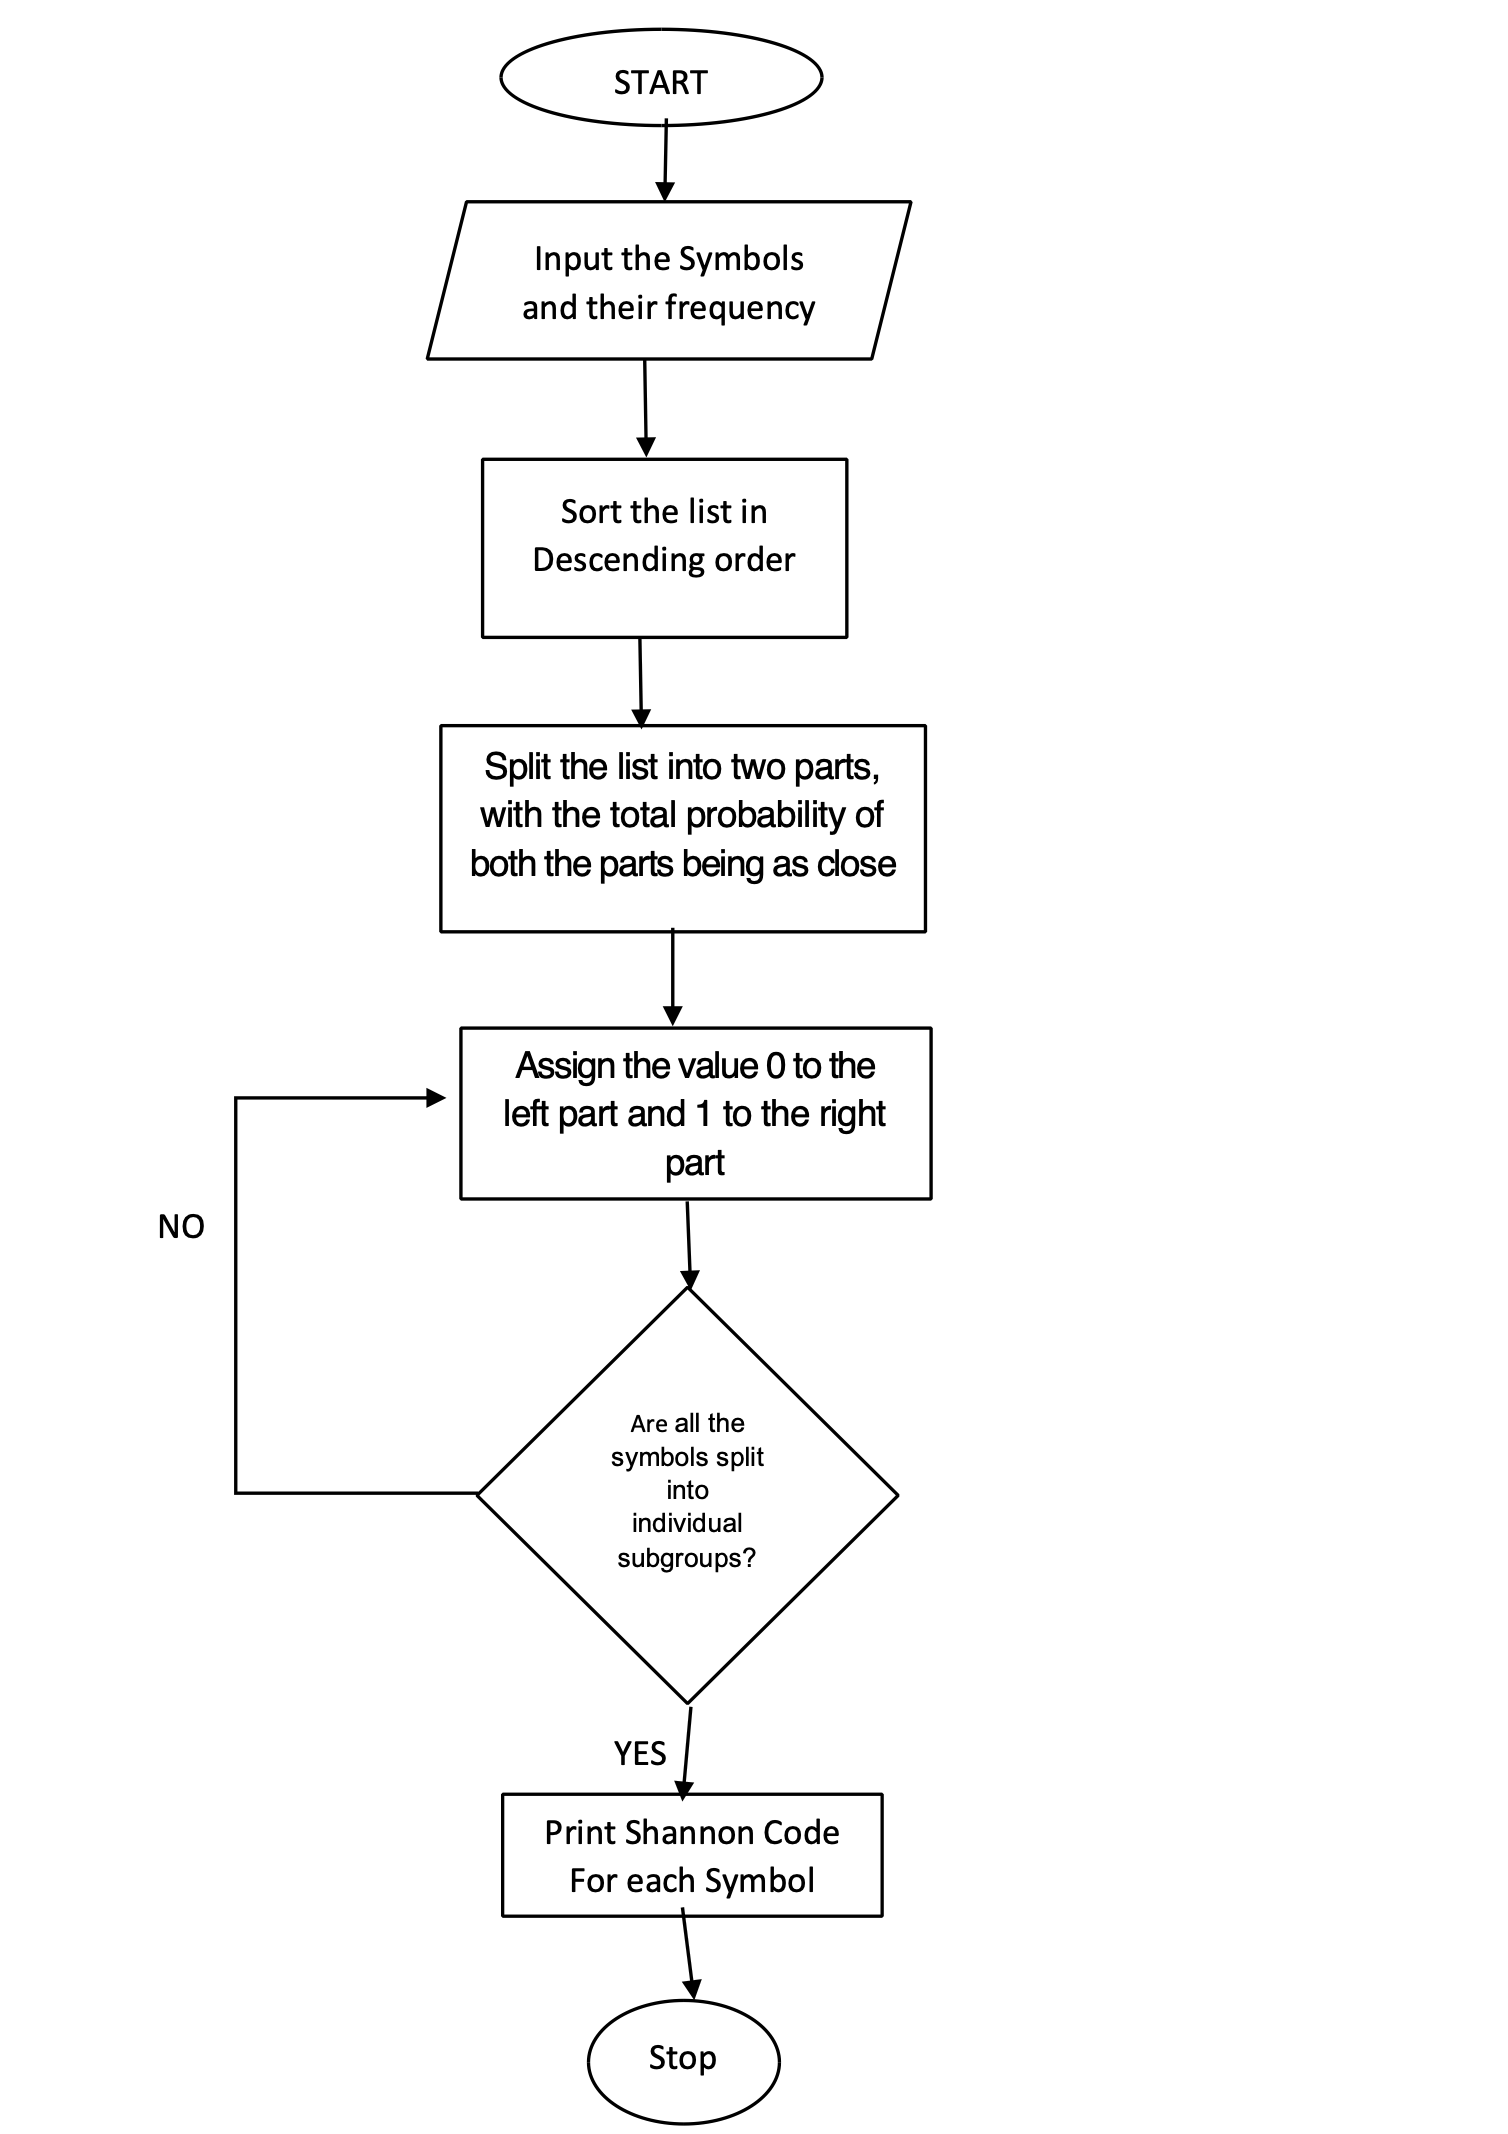 START
Input the Symbols
and their frequency
Sort the list in
Descending order
Split the list into two parts,
with the total probability of
both the parts being as close
Assign the value 0 to the
left part and 1 to the right
part
NO
Are all the
symbols split
into
individual
subgroups?
YES
Print Shannon Code
For each Symbol
Stop